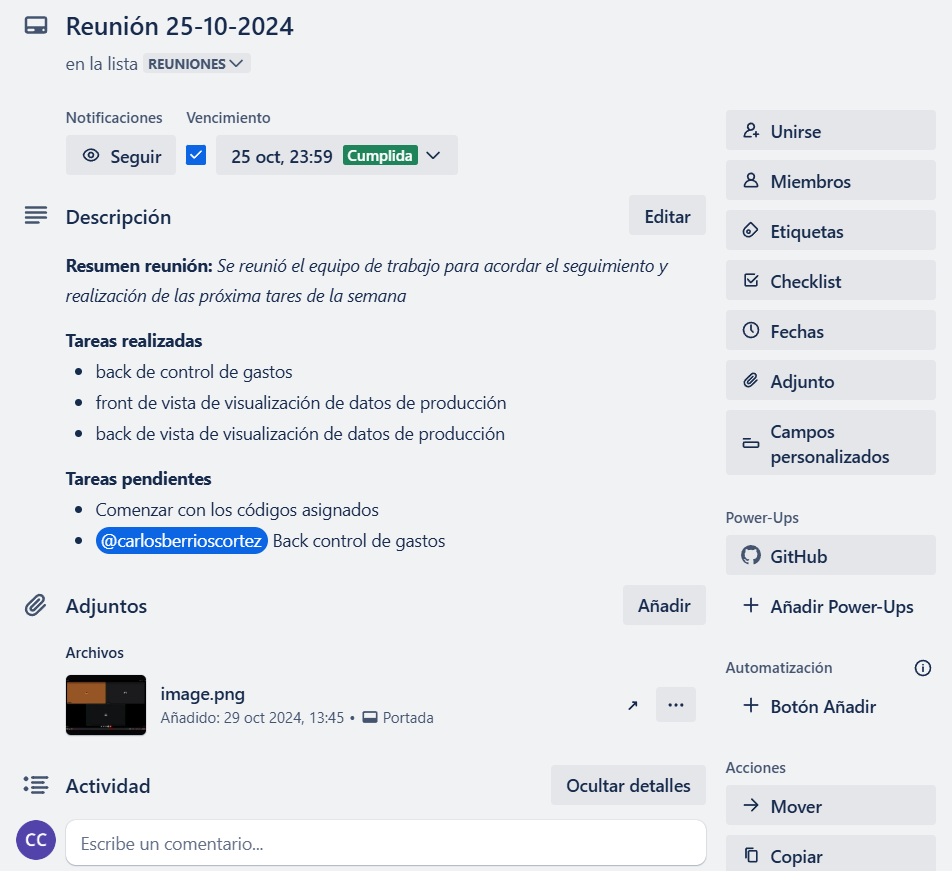 Reunión 25-10-2024
en la lista REUNIONES
Notificaciones
Vencimiento
Seguir
25 oct, 23:59 Cumplida
Descripción
Editar
Resumen reunión: Se reunió el equipo de trabajo para acordar el seguimiento y
realización de las próxima tares de la semana
Tareas realizadas
• back de control de gastos
• front de vista de visualización de datos de producción
• back de vista de visualización de datos de producción
Tareas pendientes
• Comenzar con los códigos asignados
• @carlosberrioscortez Back control de gastos
Adjuntos
Añadir
Archivos
image.png
Añadido: 29 oct 2024, 13:45 • Portada
Actividad
Ocultar detalles
CC
Escribe un comentario...
Unirse
Miembros
Etiquetas
Checklist
Fechas
Adjunto
Campos
personalizados
Power-Ups
GitHub
+ Añadir Power-Ups
Automatización
+ Botón Añadir
Acciones
Mover
Copiar